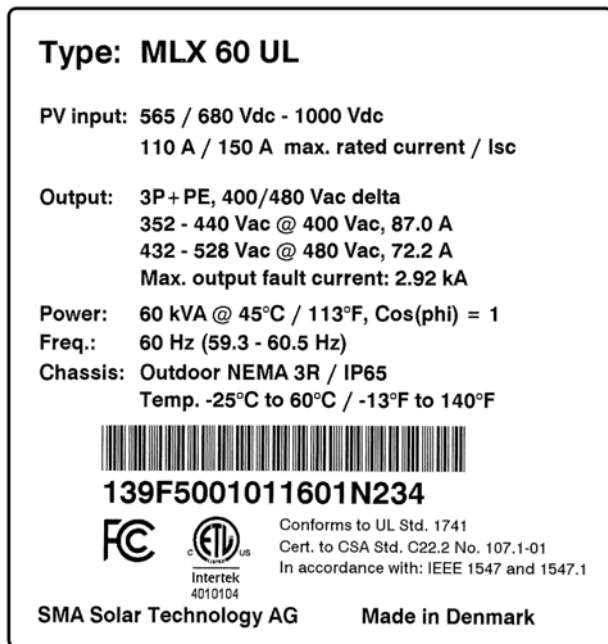 Type: MLX 60 UL
PV input: 565 / 680 Vdc - 1000 Vdc
110 A / 150 A max. rated current / Isc
Output: 3P+PE, 400/480 Vac delta
352 - 440 Vac @ 400 Vac, 87.0 A
432 - 528 Vac @ 480 Vac, 72.2 A
Max. output fault current: 2.92 kA
Power: 60 kVA @ 45°C / 113°F, Cos(phi) = 1
Freq.: 60 Hz (59.3 - 60.5 Hz)
Chassis: Outdoor NEMA 3R / IP65
Temp. -25°C to 60°C / -13°F to 140°F
139F5001011601N234
FC
C ETL US
Intertek
4010104
Conforms to UL Std. 1741
Cert. to CSA Std. C22.2 No. 107.1-01
In accordance with: IEEE 1547 and 1547.1
SMA Solar Technology AG Made in Denmark